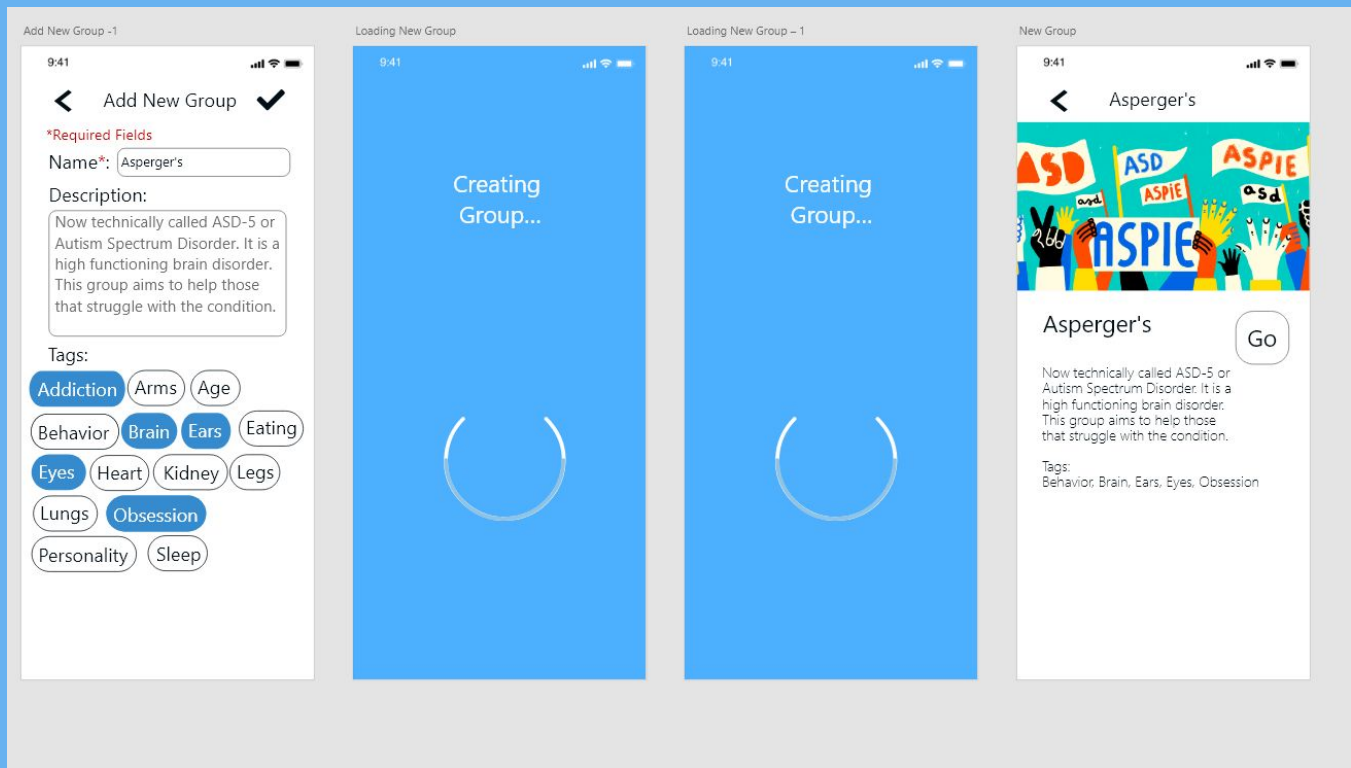 Add New Group -1
9:41
Add New Group
*Required Fields
Name*: Asperger's
Description:
Now technically called ASD-5 or
Autism Spectrum Disorder. It is a
high functioning brain disorder.
This group aims to help those
that struggle with the condition.
Tags:
Addiction Arms Age
Behavior Brain Ears Eating
Eyes Heart Kidney Legs
Lungs Obsession
Personality Sleep
Loading New Group
9:41
Creating
Group...
Loading New Group – 1
9:41
Creating
Group...
New Group
9:41
Asperger's
ASD ASD ASPIE
asd ASPIE asd
ASPIE
Asperger's
Go
Now technically called ASD-5 or
Autism Spectrum Disorder. It is a
high functioning brain disorder.
This group aims to help those
that struggle with the condition.
Tags:
Behavior, Brain, Ears, Eyes, Obsession